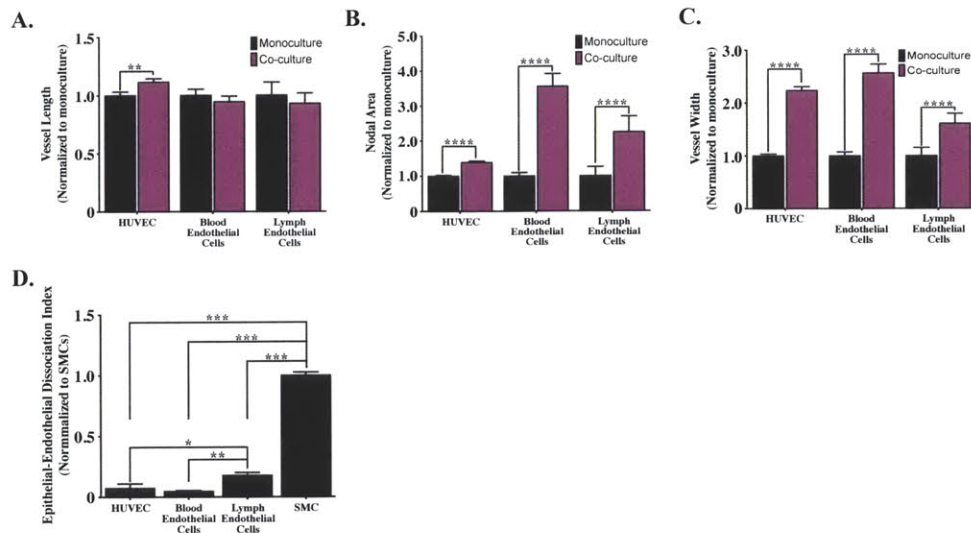 A.
Vessel Length
(Normalized to monoculture)
1.5
1.0
0.5
0
Monoculture
Co-culture
**
HUVEC
Blood
Endothelial
Cells
Lymph
Endothelial
Cells
B.
Nodal Area
(Normalized to monoculture)
5.0
4.0
3.0
2.0
1.0
0
Monoculture
Co-culture
****
****
****
HUVEC
Blood
Endothelial
Cells
Lymph
Endothelial
Cells
C.
Vessel Width
(Normalized to monoculture)
3.0
2.0
1.0
0
Monoculture
Co-culture
****
****
****
HUVEC
Blood
Endothelial
Cells
Lymph
Endothelial
Cells
D.
Epithelial-Endothelial Dissociation Index
(Nornmalized to SMCs)
1.5
1.0
0.5
0
***
***
***
*
**
HUVEC
Blood
Endothelial
Cells
Lymph
Endothelial
Cells
SMC